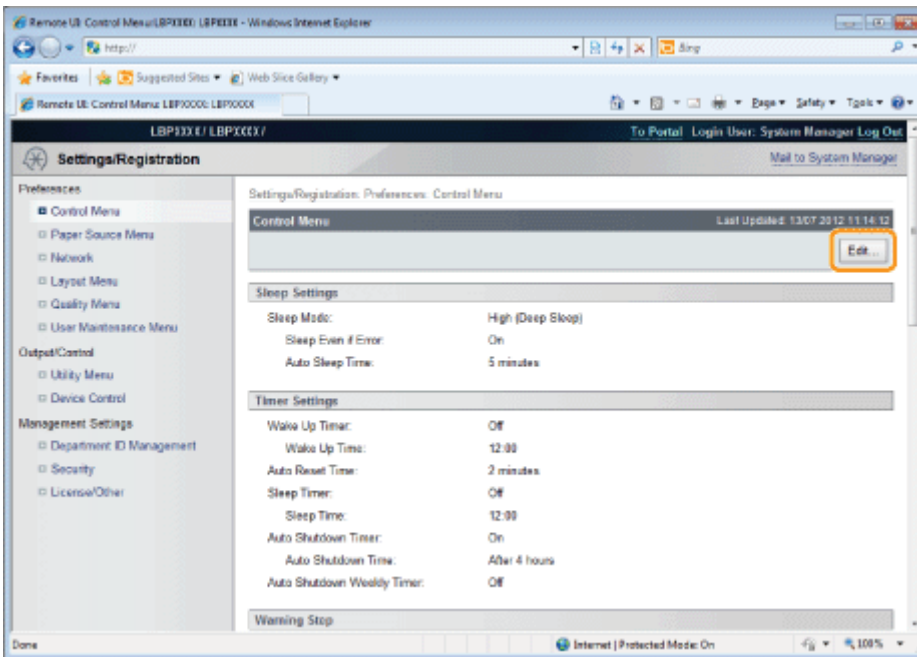 Remote UI: Control Menu: LBPXXXX: LBPXXXX - Windows Internet Explorer
http://
Bing
Favorites Suggested Sites Web Slice Gallery
Remote UI: Control Menu: LBPXXXX: LBPXXXX
Page Safety Tools
LBPXXXX / LBPXXXX /
To Portal Login User: System Manager Log Out
Settings/Registration
Mail to System Manager
Preferences
Control Menu
Paper Source Menu
Network
Layout Menu
Quality Menu
User Maintenance Menu
Output/Control
Utility Menu
Device Control
Management Settings
Department ID Management
Security
License/Other
Settings/Registration: Preferences: Control Menu
Control Menu Last Updated: 13/07 2012 11:14:12
Edit...
Sleep Settings
Sleep Mode: High (Deep Sleep)
Sleep Even if Error: On
Auto Sleep Time: 5 minutes
Timer Settings
Wake Up Timer: Off
Wake Up Time: 12:00
Auto Reset Time: 2 minutes
Sleep Timer: Off
Sleep Time: 12:00
Auto Shutdown Timer: On
Auto Shutdown Time: After 4 hours
Auto Shutdown Weekly Timer: Off
Warning Step
Done
Internet | Protected Mode: On
100%